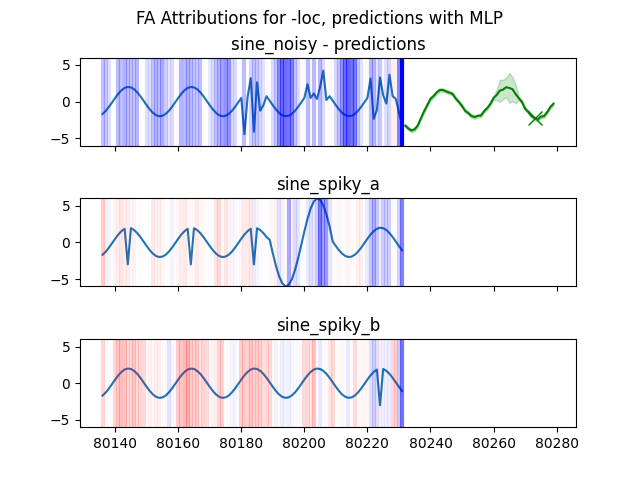 FA Attributions for -loc, predictions with MLP
sine_noisy - predictions
5
0
−5
sine_spiky_a
5
0
−5
sine_spiky_b
5
0
−5
80140 80160 80180 80200 80220 80240 80260 80280